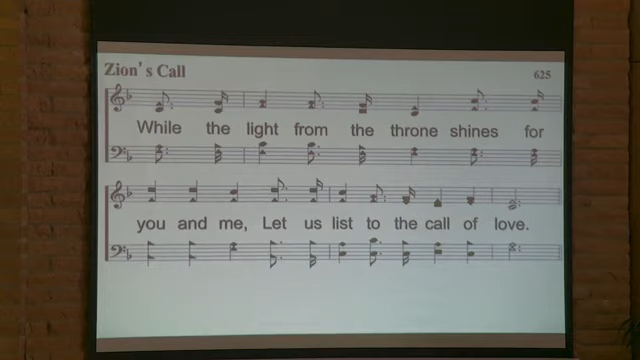 Zion's Call 625
While the light from the throne shines for
you and me, Let us list to the call of love.